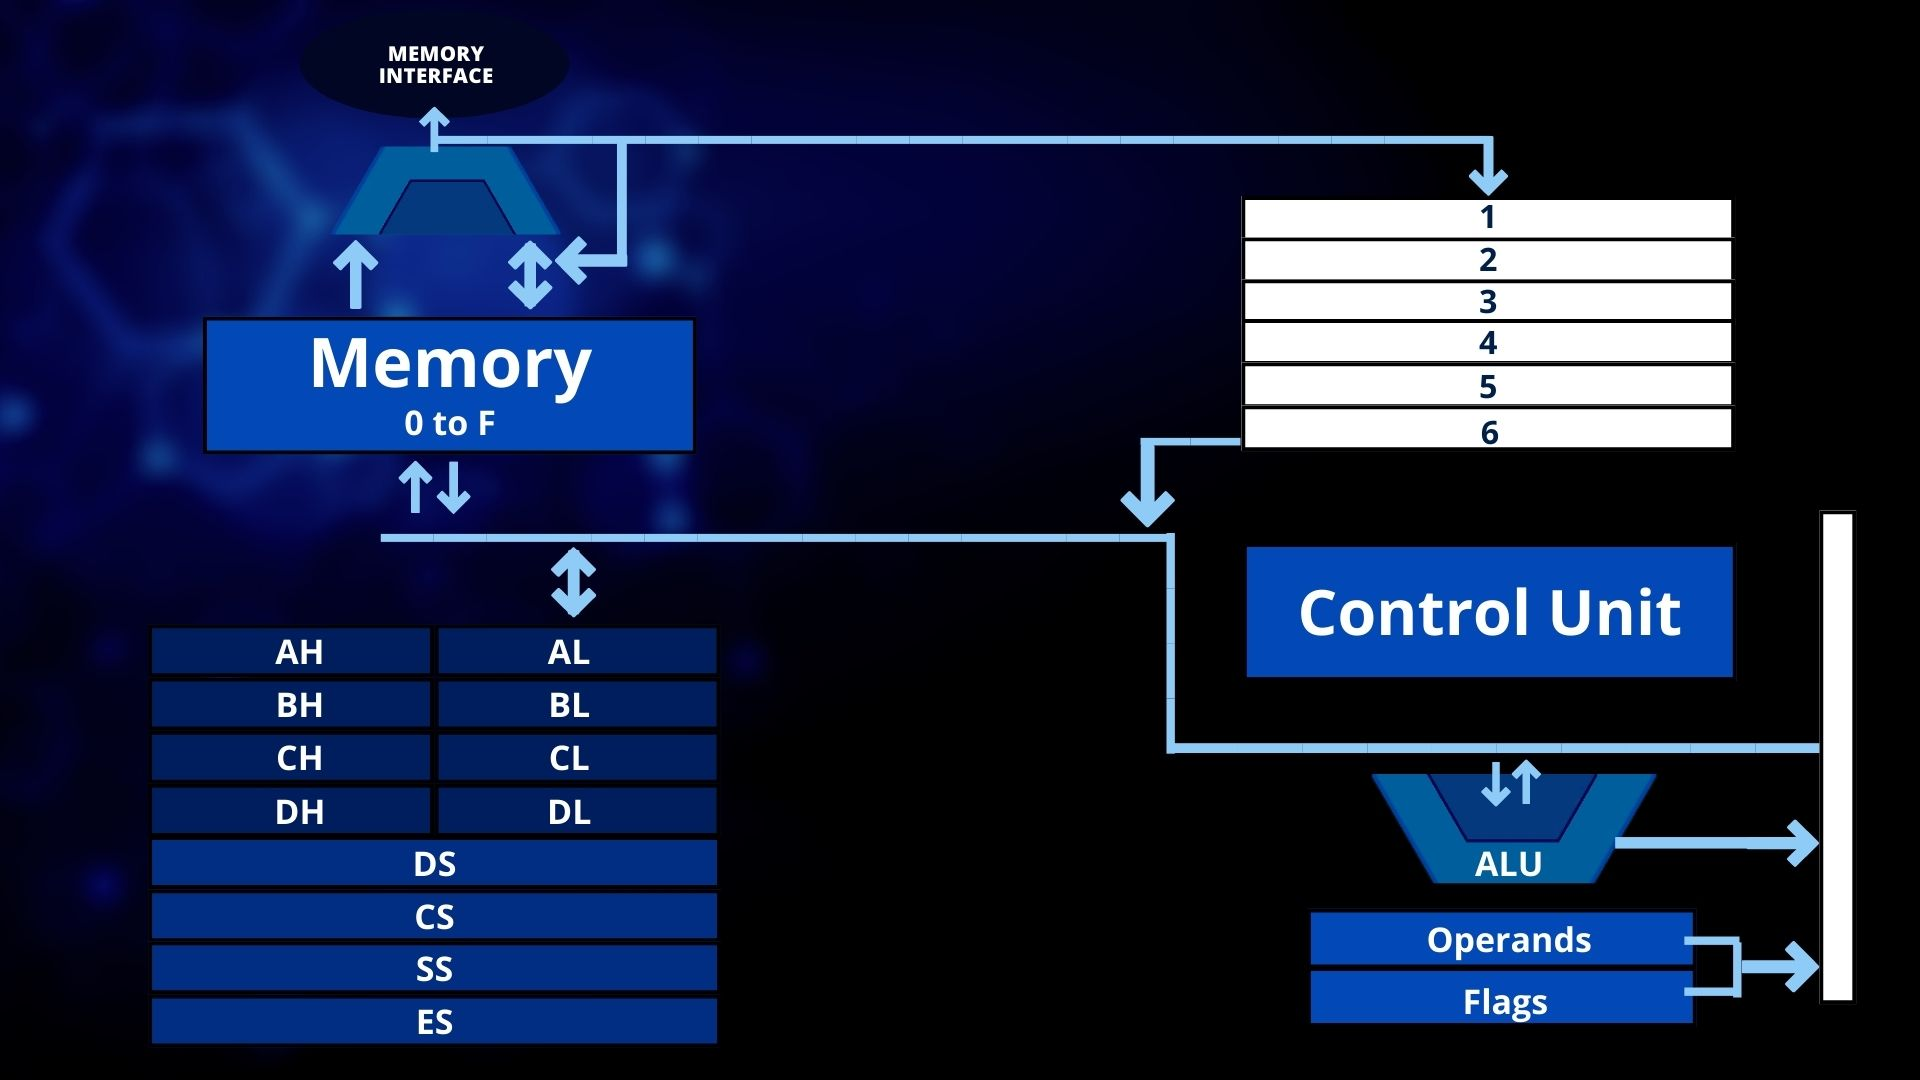 MEMORY
INTERFACE
Memory
0 to F
1
2
3
4
5
6
Control Unit
AH
AL
BH
BL
CH
CL
DH
DL
DS
CS
SS
ES
ALU
Operands
Flags